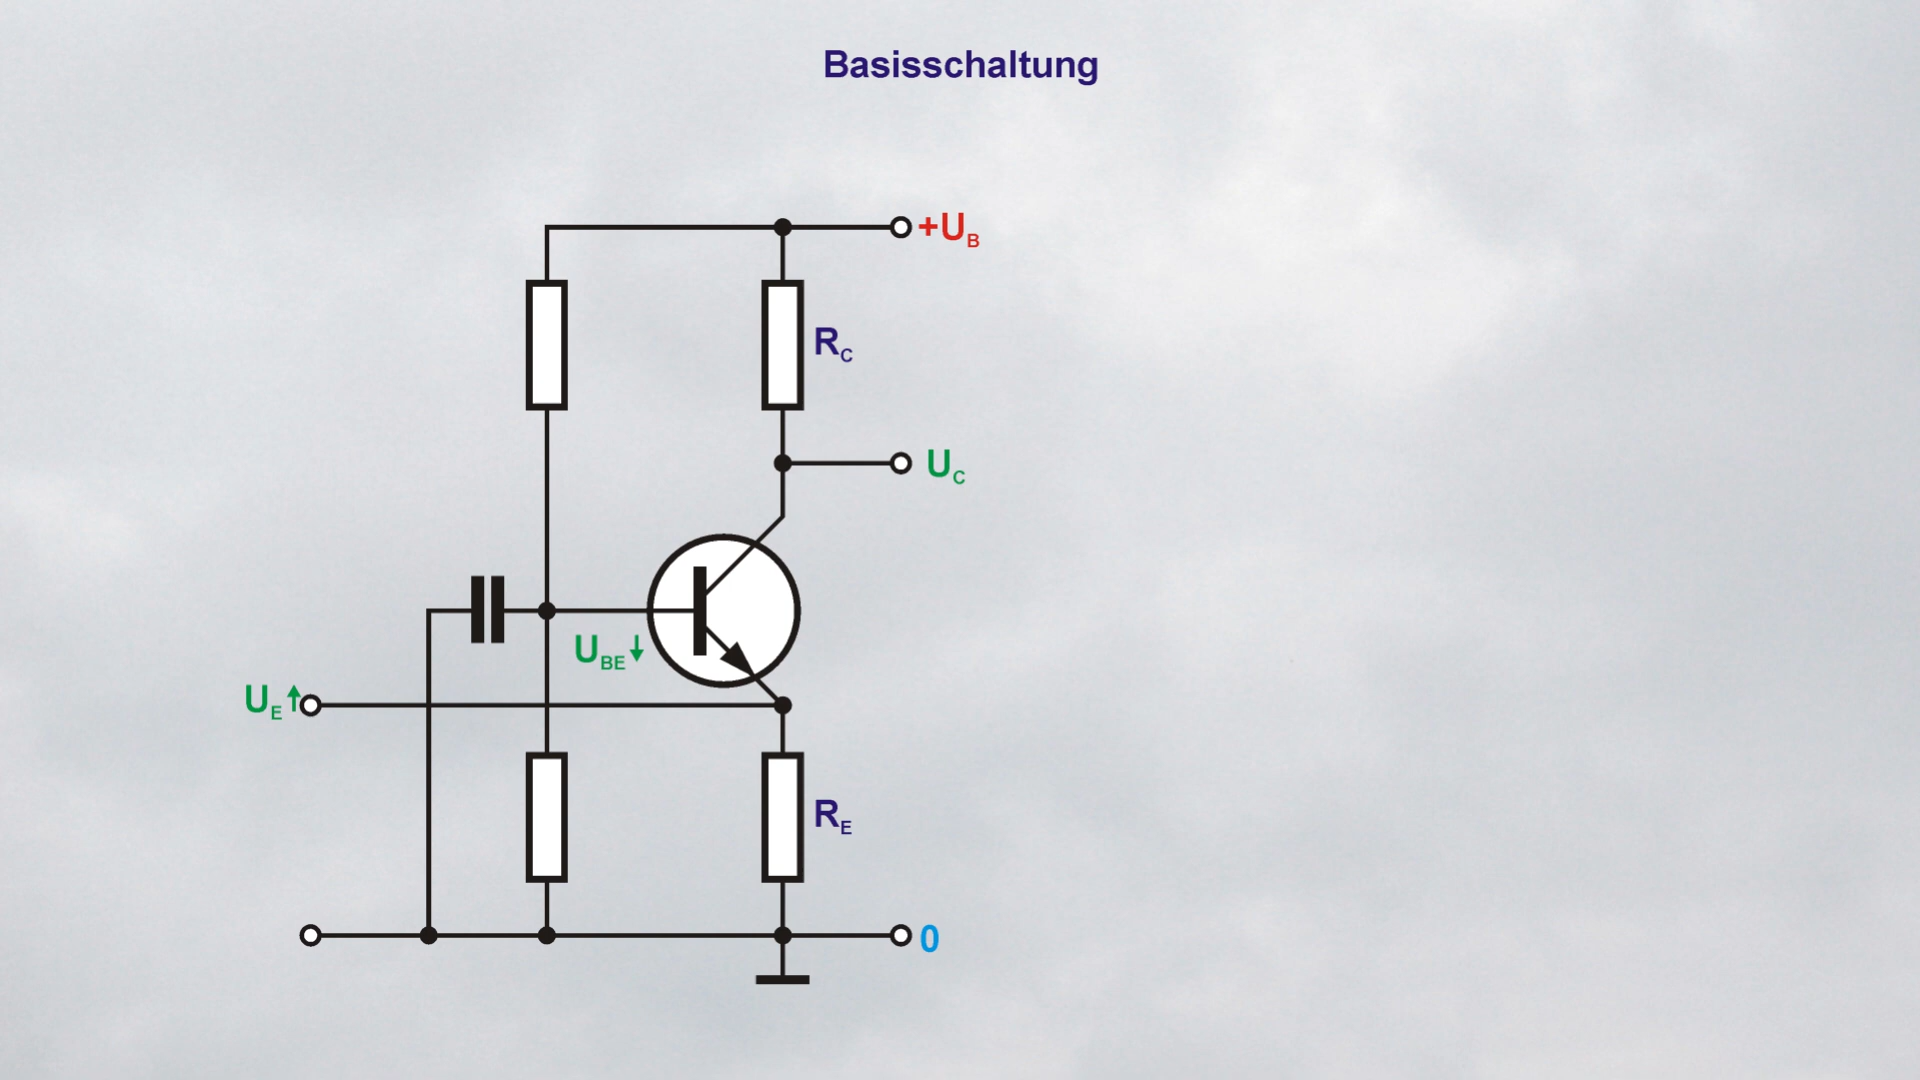 Basisschaltung
+UB
RC
UC
UBE↓
UE↑
RE
0